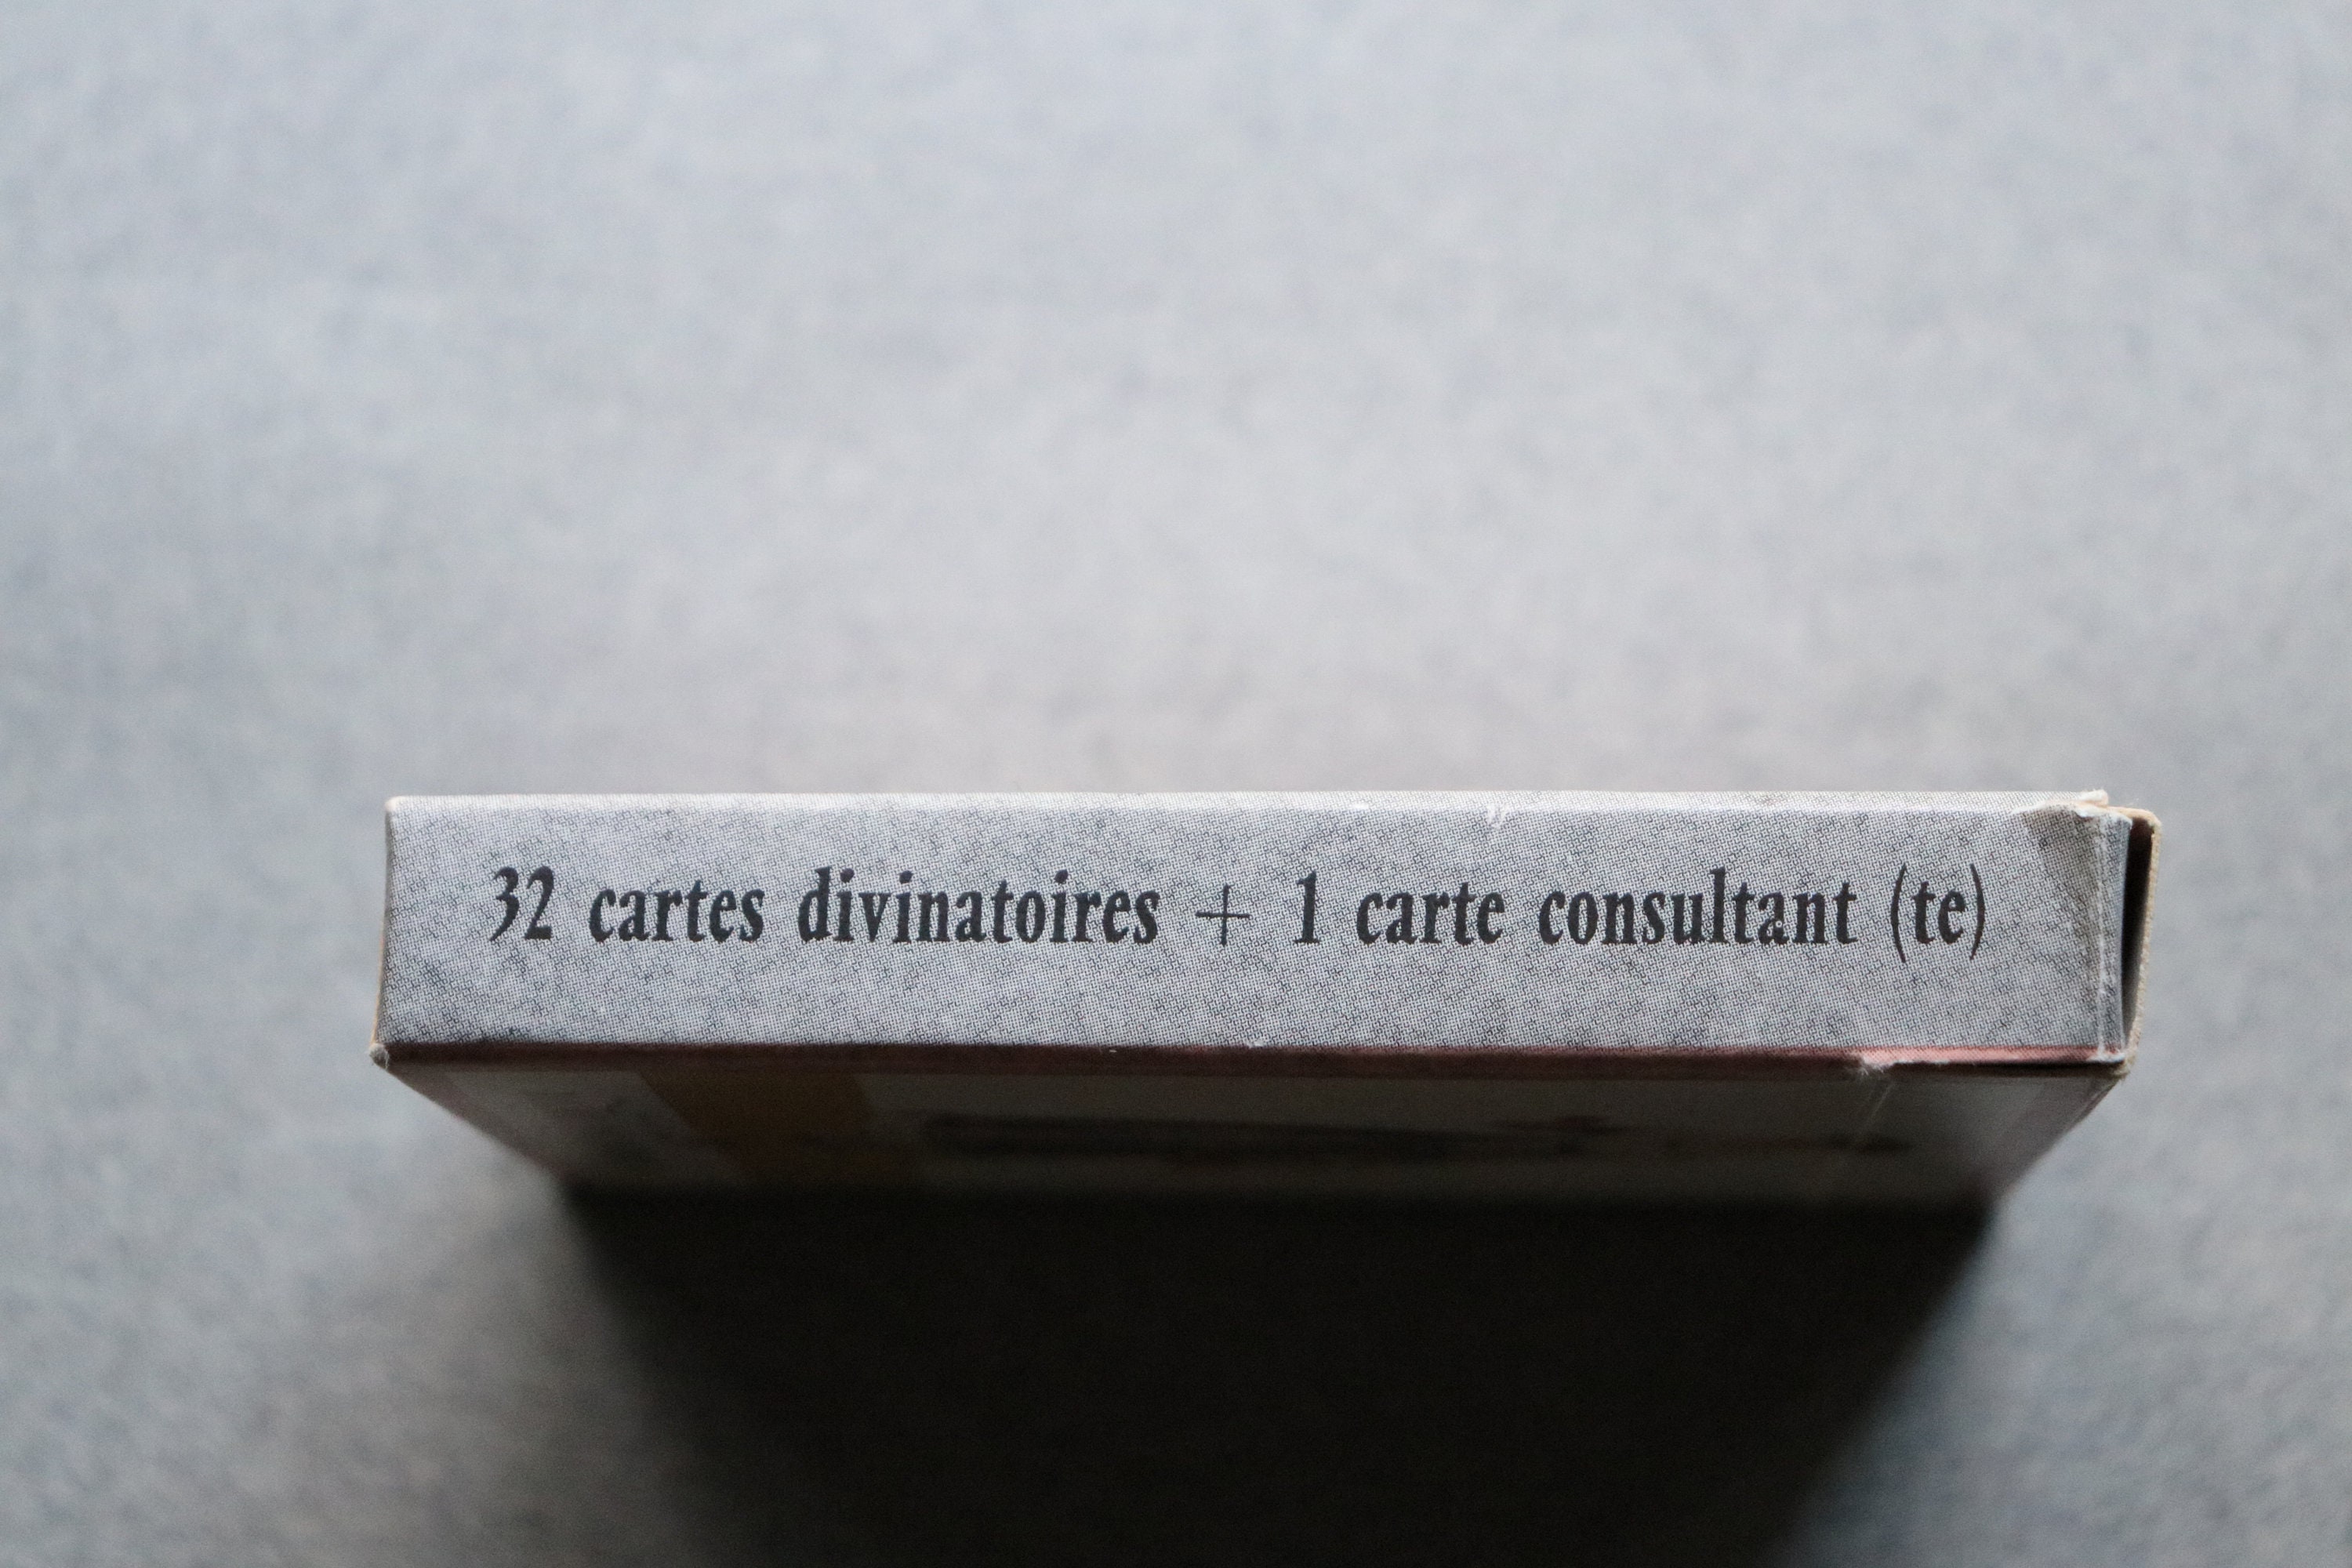 32 cartes divinatoires + 1 carte consultant (te)